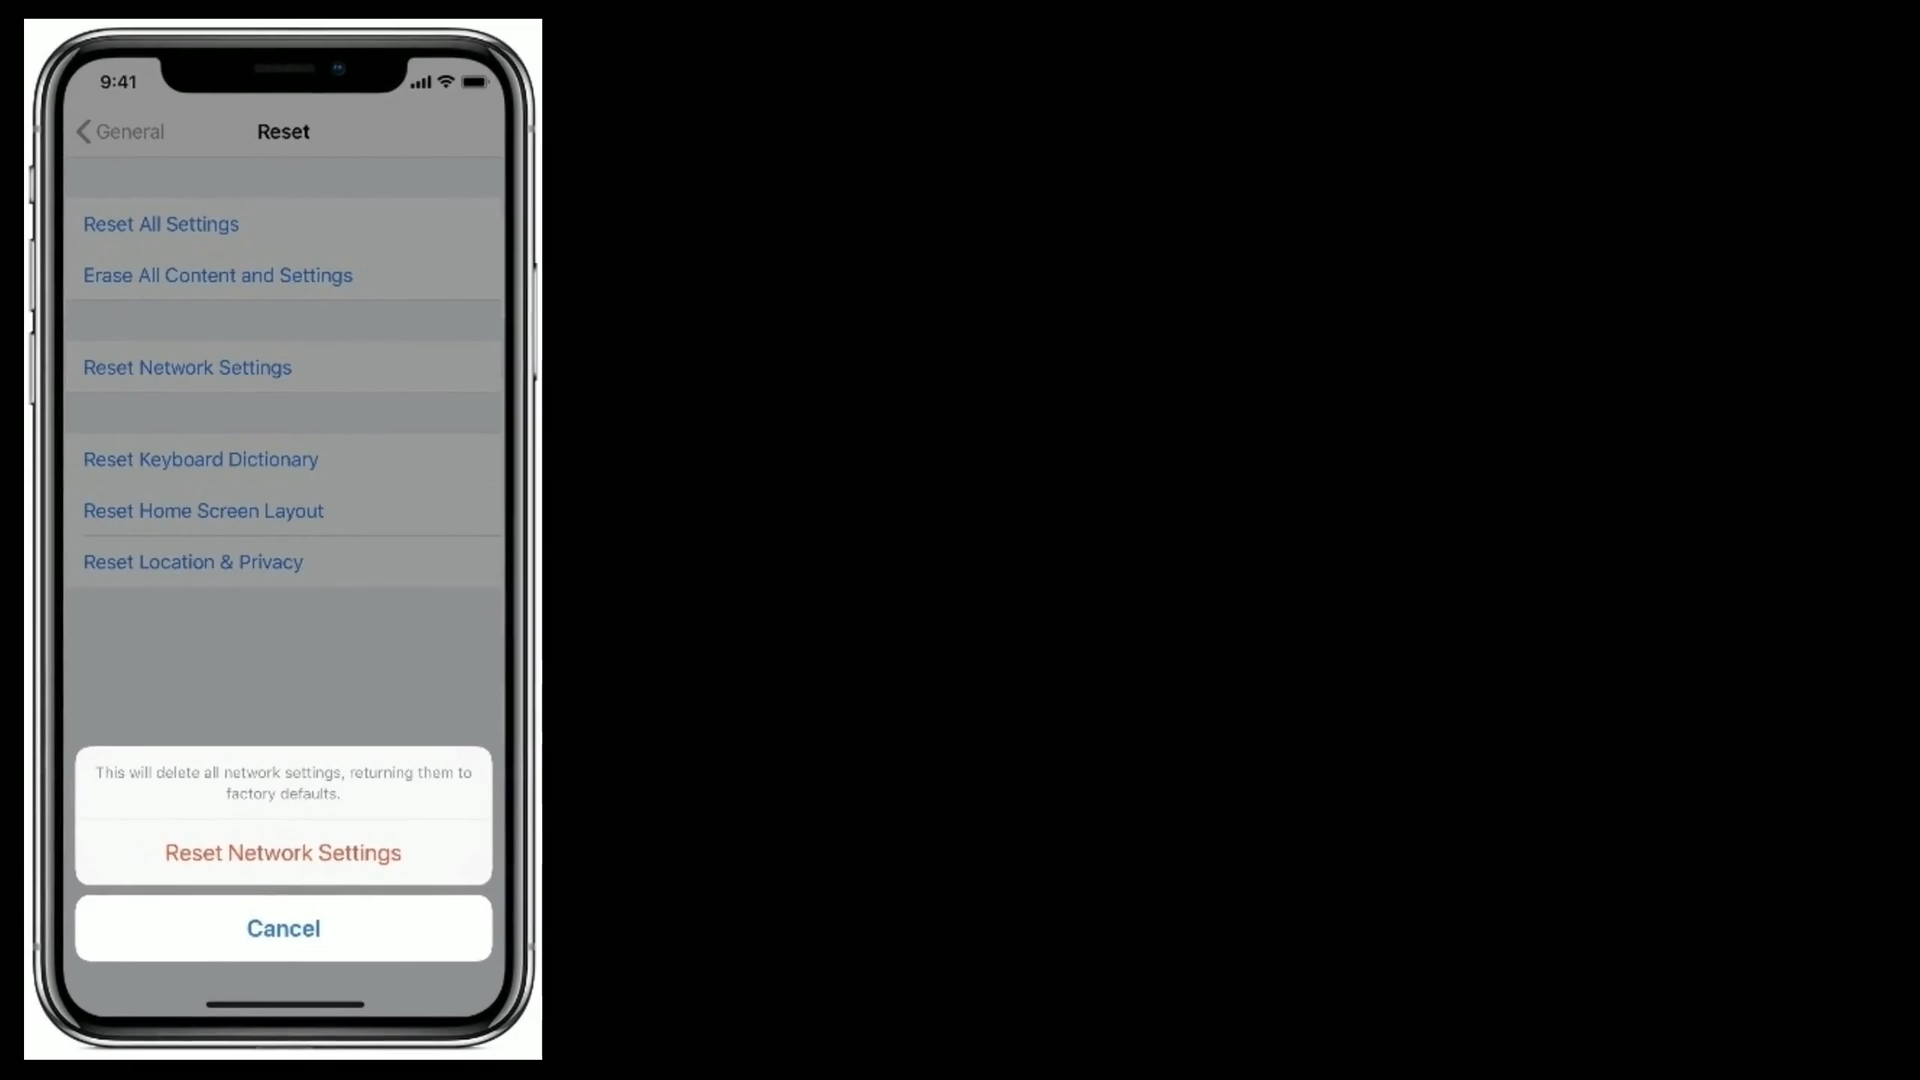 9:41
General
Reset
Reset All Settings
Erase All Content and Settings
Reset Network Settings
Reset Keyboard Dictionary
Reset Home Screen Layout
Reset Location & Privacy
This will delete all network settings, returning them to
factory defaults.
Reset Network Settings
Cancel